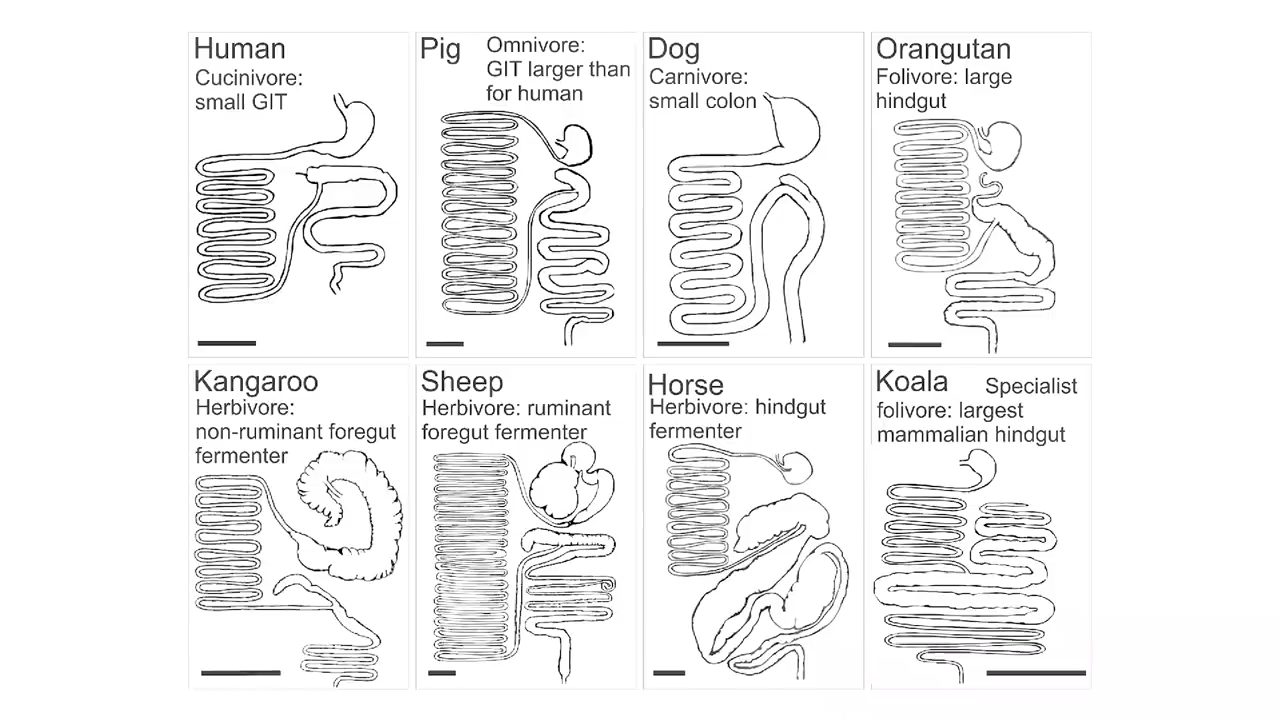 Human
Cucinivore:
small GIT
Pig
Omnivore:
GIT larger than
for human
Dog
Carnivore:
small colon
Orangutan
Folivore: large
hindgut
Kangaroo
Herbivore:
non-ruminant foregut
fermenter
Sheep
Herbivore: ruminant
foregut fermenter
Horse
Herbivore: hindgut
fermenter
Koala
Specialist
folivore: largest
mammalian hindgut